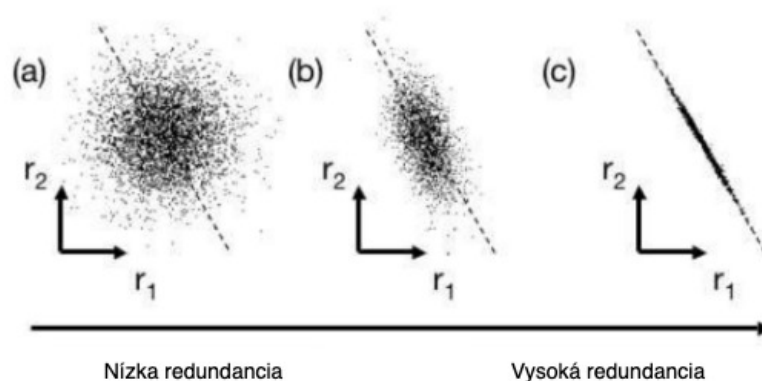 (a)
r2
r1
(b)
r2
r1
(c)
r2
r1
Nízka redundancia
Vysoká redundancia